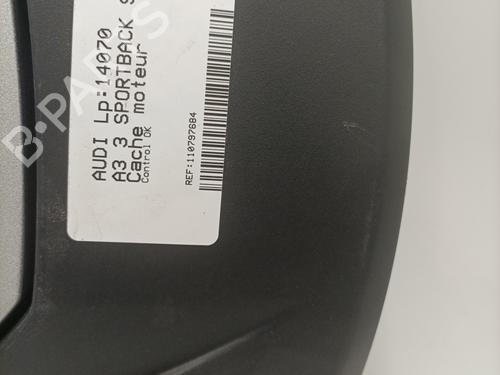 AUDI Lp:14070
A3 3 SPORTBACK S
Cache moteur
Control OK
REF:110797684
B-PARTS